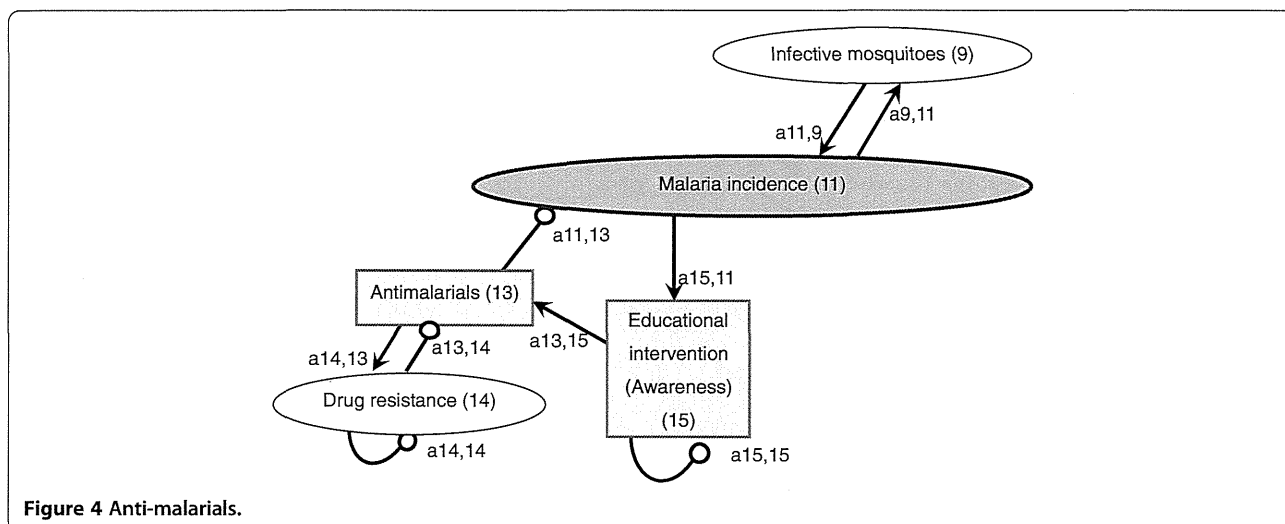 Infective mosquitoes (9)
a11,9
a9,11
Malaria incidence (11)
a11,13
a15,11
Antimalarials (13)
a13,15
a14,13
a13,14
Educational
intervention
(Awareness)
(15)
Drug resistance (14)
a14,14
a15,15
Figure 4 Anti-malarials.